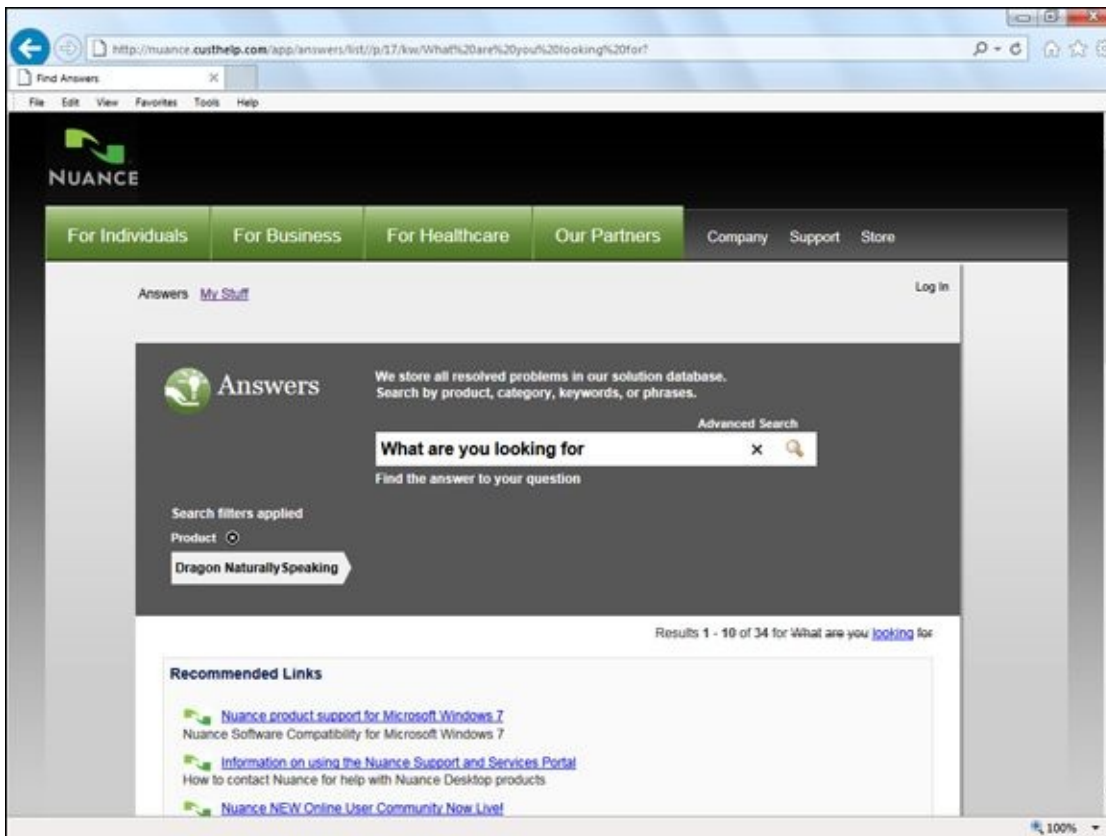 http://nuance.custhelp.com/app/answers/list//p/17/kw/What%20are%20you%20looking%20for?
Find Answers
File Edit View Favorites Tools Help
NUANCE
For Individuals For Business For Healthcare Our Partners Company Support Store
Answers My Stuff Log In
Answers
We store all resolved problems in our solution database.
Search by product, category, keywords, or phrases.
Advanced Search
What are you looking for
Find the answer to your question
Search filters applied
Product
Dragon NaturallySpeaking
Results 1 - 10 of 34 for What are you looking for
Recommended Links
Nuance product support for Microsoft Windows 7
Nuance Software Compatibility for Microsoft Windows 7
Information on using the Nuance Support and Services Portal
How to contact Nuance for help with Nuance Desktop products
Nuance NEW Online User Community Now Live!
100%